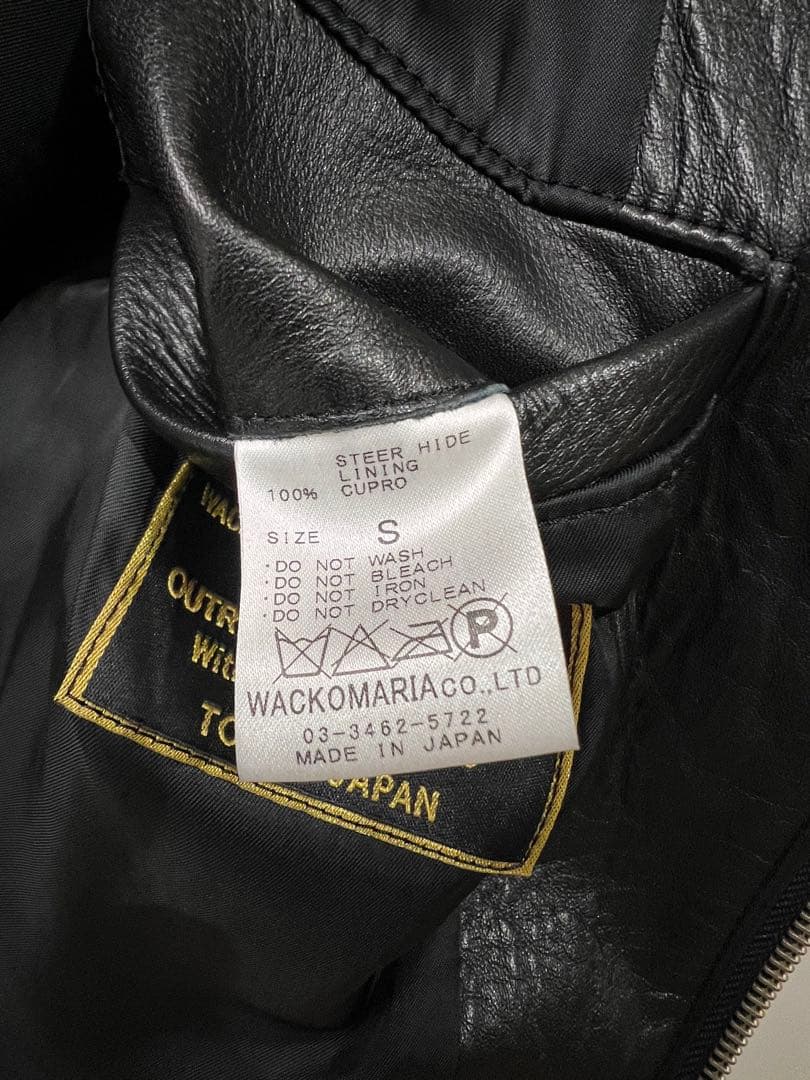 STEER HIDE
LINING
100% CUPRO
SIZE S
·DO NOT WASH
·DO NOT BLEACH
·DO NOT IRON
·DO NOT DRYCLEAN
P
WACKOMARIA CO.,LTD
03-3462-5722
MADE IN JAPAN
JAPAN